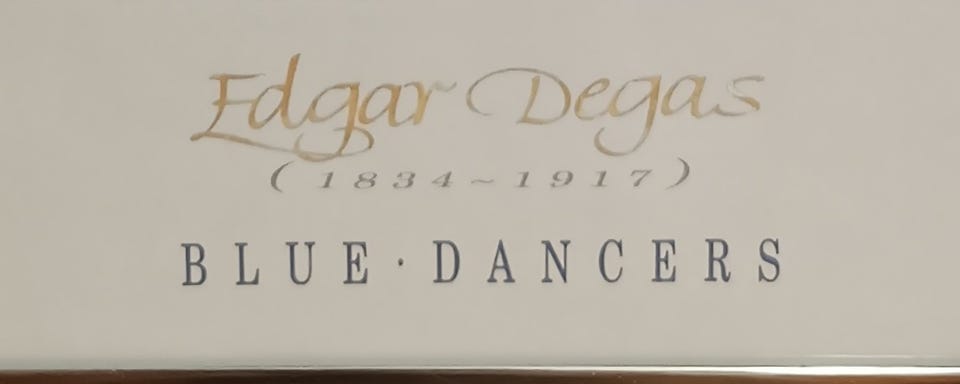 Edgar Degas
(1834~1917)
BLUE·DANCERS